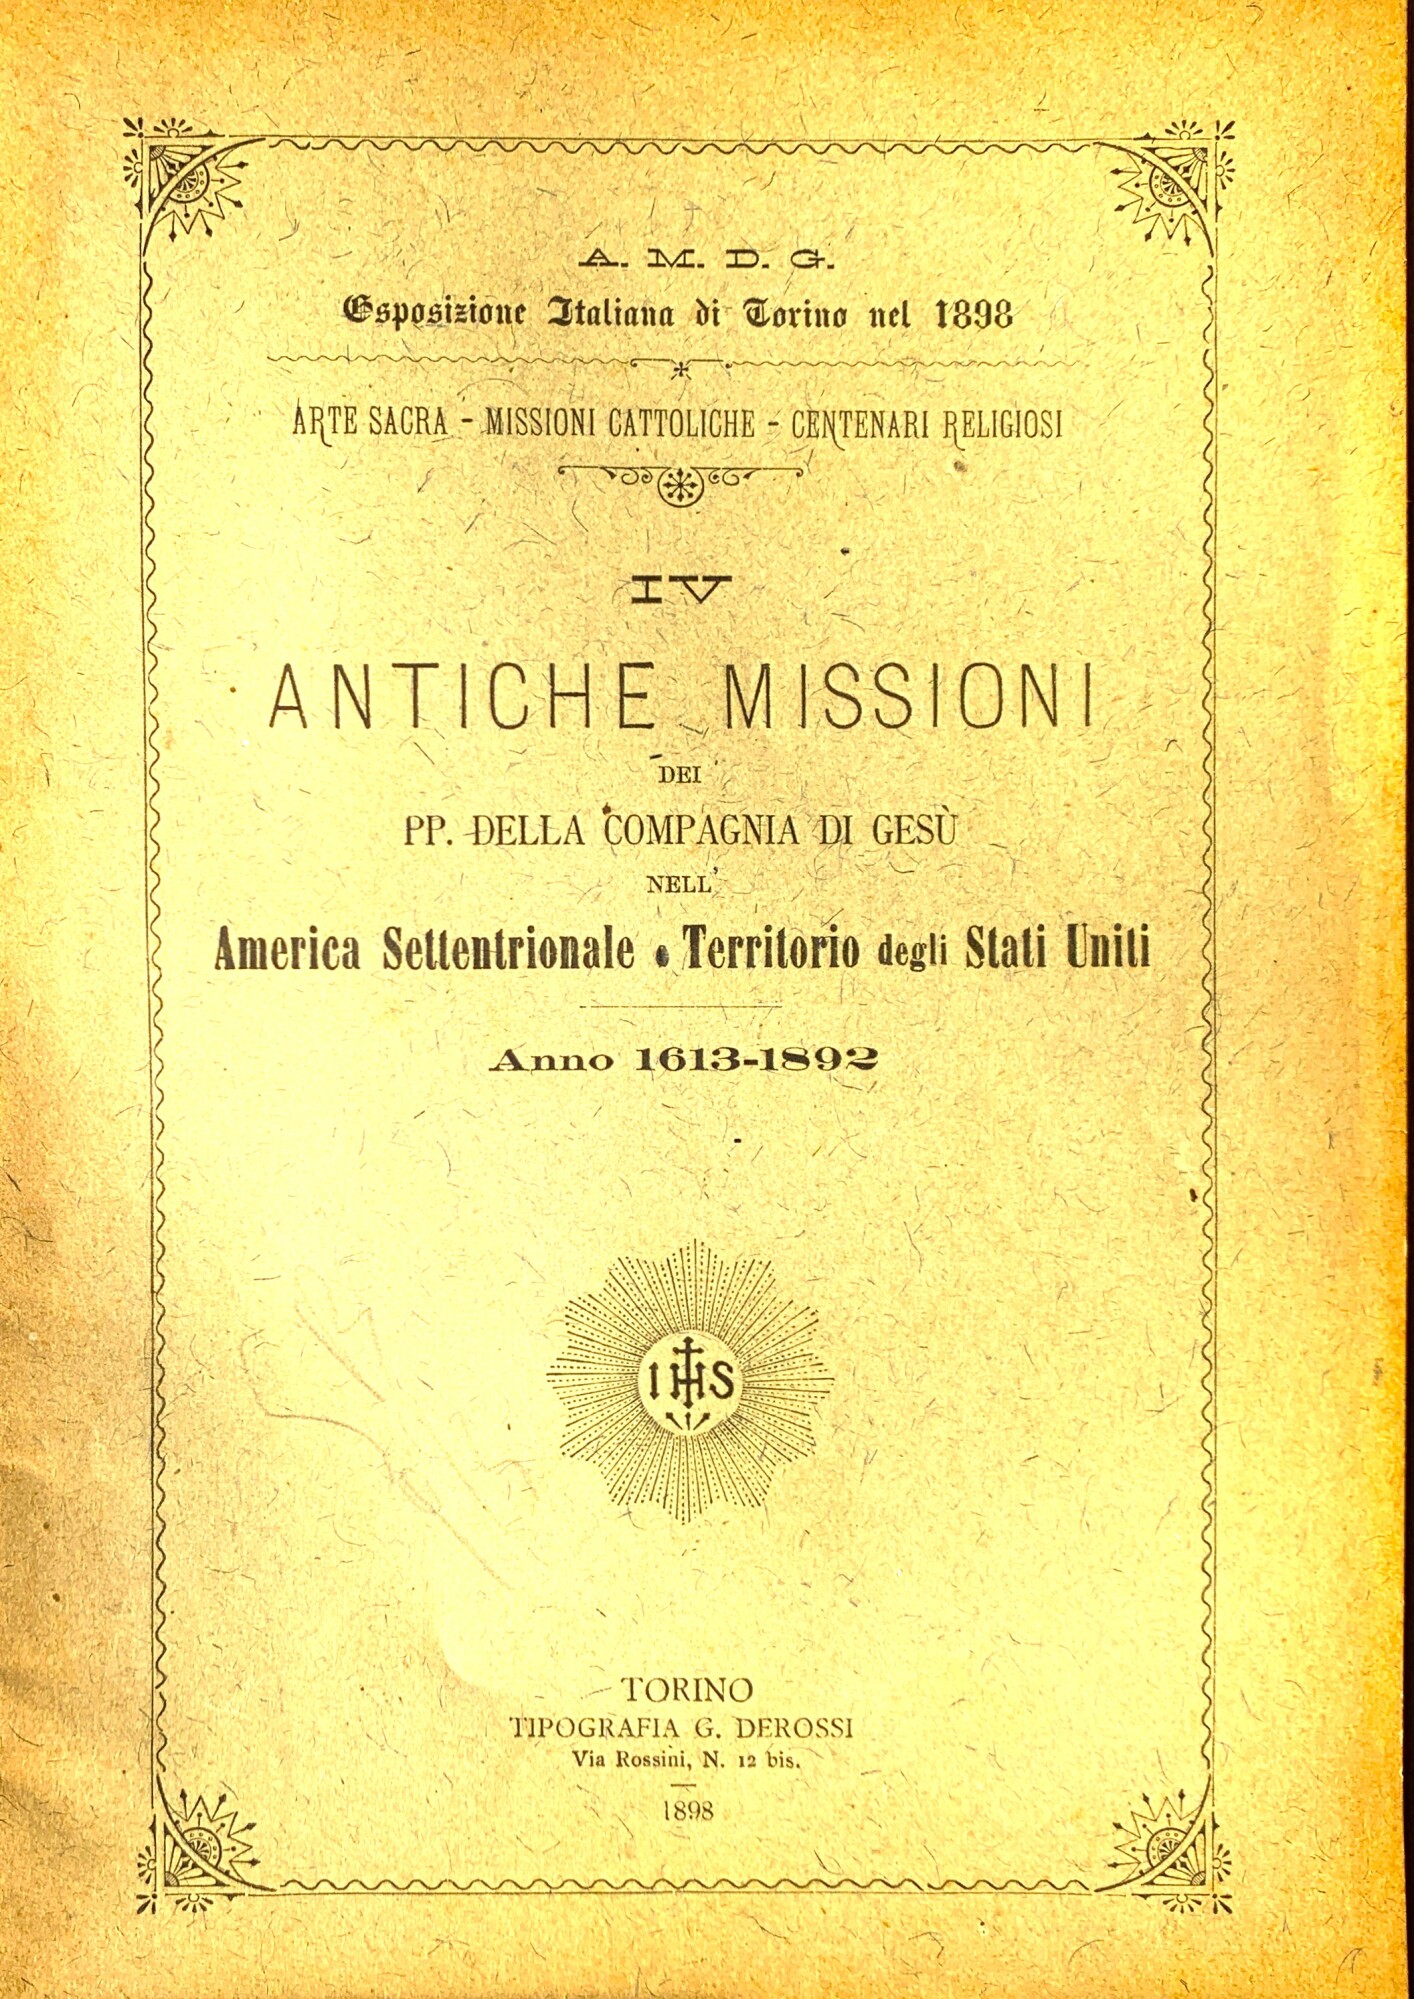 A. M. D. G.
Esposizione Italiana di Torino nel 1898
ARTE SACRA - MISSIONI CATTOLICHE - CENTENARI RELIGIOSI
IV
ANTICHE MISSIONI
DEI
PP. DELLA COMPAGNIA DI GESÙ
NELL'
America Settentrionale • Territorio degli Stati Uniti
Anno 1613-1892
IHS
TORINO
TIPOGRAFIA G. DEROSSI
Via Rossini, N. 12 bis.
1898